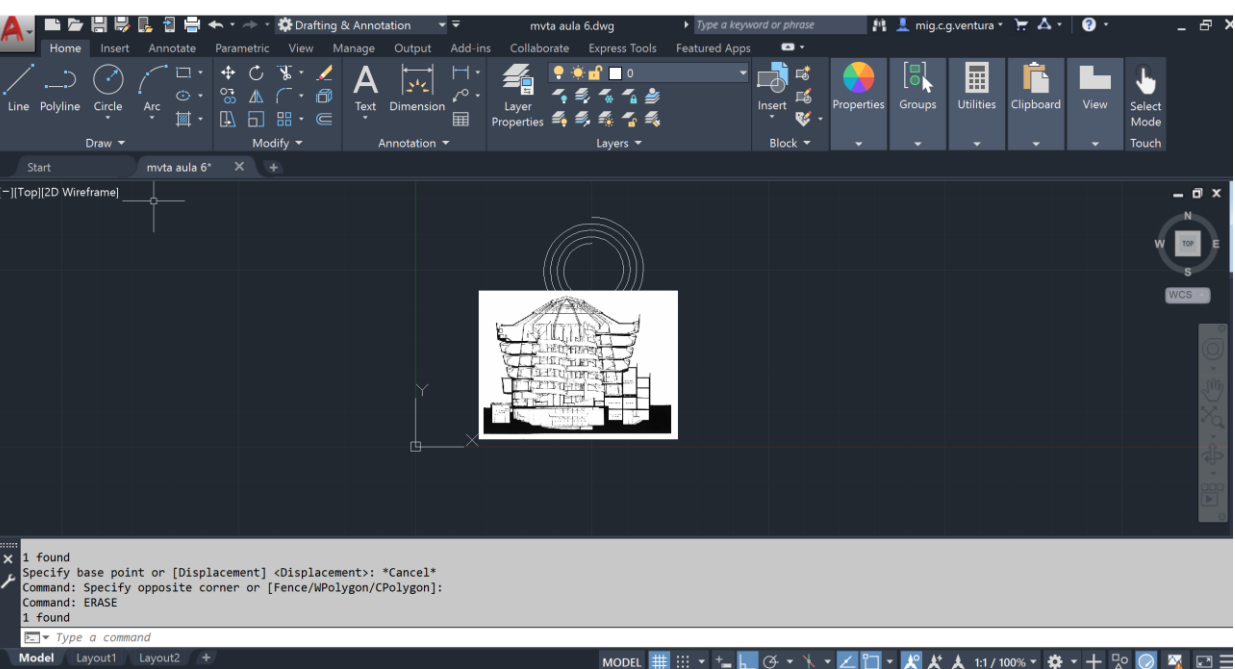 A
Drafting & Annotation
mvta aula 6.dwg
Type a keyword or phrase
mig.c.g.ventura
?
Home Insert Annotate Parametric View Manage Output Add-ins Collaborate Express Tools Featured Apps
Line Polyline Circle Arc
A
Text Dimension
Layer
Properties
0
Insert
Properties Groups Utilities Clipboard View
Select
Mode
Draw Modify Annotation Layers Block Touch
Start mvta aula 6* +
[−][Top][2D Wireframe]
N
W TOP E
S
WCS
Y
X
1 found
Specify base point or [Displacement] <Displacement>: *Cancel*
Command: Specify opposite corner or [Fence/WPolygon/CPolygon]:
Command: ERASE
1 found
Type a command
Model Layout1 Layout2 +
MODEL 1:1 / 100%